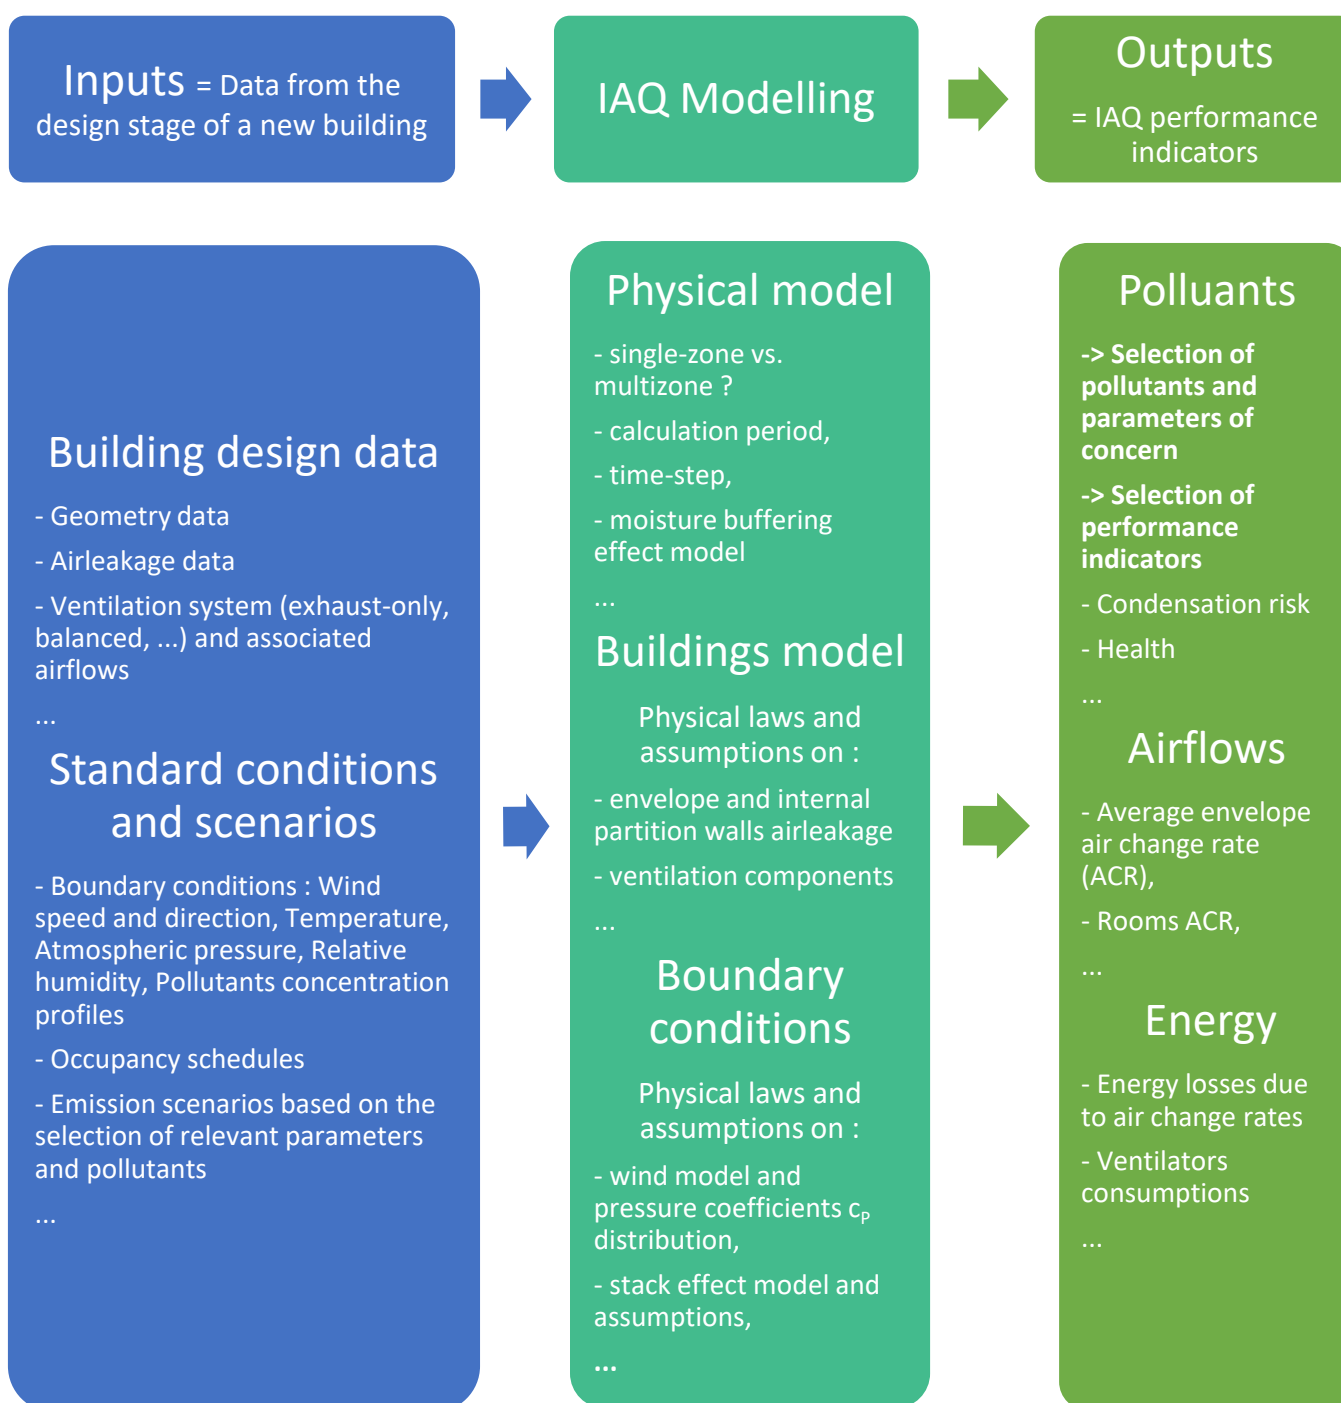 Inputs = Data from the
design stage of a new building
IAQ Modelling
Outputs
= IAQ performance
indicators
Building design data
- Geometry data
- Airleakage data
- Ventilation system (exhaust-only,
balanced, ...) and associated
airflows
...
Standard conditions
and scenarios
- Boundary conditions : Wind
speed and direction, Temperature,
Atmospheric pressure, Relative
humidity, Pollutants concentration
profiles
- Occupancy schedules
- Emission scenarios based on the
selection of relevant parameters
and pollutants
...
Physical model
- single-zone vs.
multizone ?
- calculation period,
- time-step,
- moisture buffering
effect model
...
Buildings model
Physical laws and
assumptions on :
- envelope and internal
partition walls airleakage
- ventilation components
...
Boundary
conditions
Physical laws and
assumptions on :
- wind model and
pressure coefficients cP
distribution,
- stack effect model and
assumptions,
...
Polluants
-> Selection of
pollutants and
parameters of
concern
-> Selection of
performance
indicators
- Condensation risk
- Health
...
Airflows
- Average envelope
air change rate
(ACR),
- Rooms ACR,
...
Energy
- Energy losses due
to air change rates
- Ventilators
consumptions
...